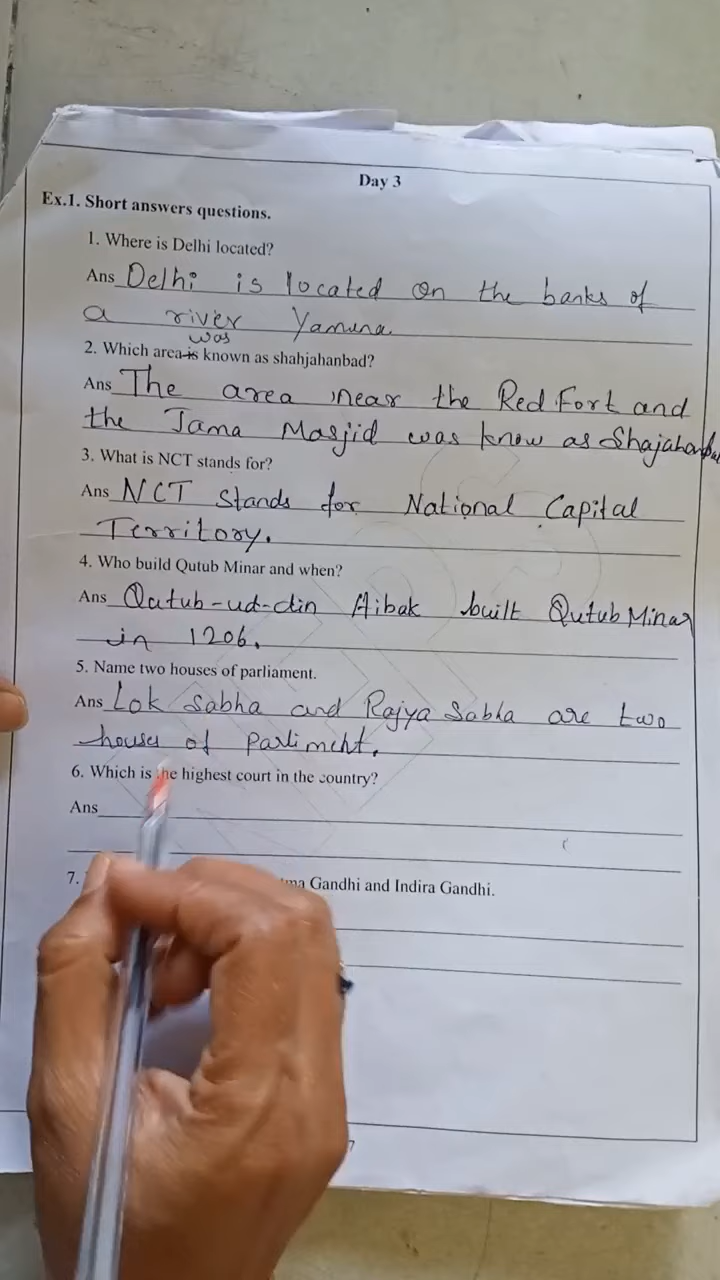 Day 3
Ex.1. Short answers questions.
1. Where is Delhi located?
Ans Delhi is located on the banks of
a river Yamuna
was
2. Which area is known as shahjahanbad?
Ans The area near the Red Fort and
the Jama Masjid was know as
3. What is NCT stands for?
Ans NCT stands for National Capital
Territory.
4. Who build Qutub Minar and when?
Ans Qutub-ud-din Aibak built Qutub Minar
in 1206.
5. Name two houses of parliament.
Ans Lok Sabha and Rajya Sabha are two
houses of Parliment.
6. Which is the highest court in the country?
Ans
7. Gandhi and Indira Gandhi.